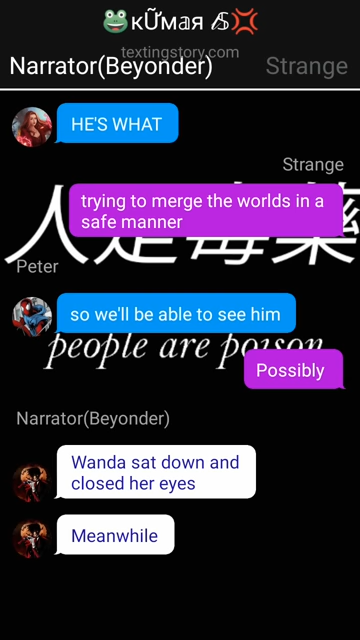 🐸кỮмαя 💢
textingstory.com
Narrator(Beyonder) Strange
HE'S WHAT
Strange
trying to merge the worlds in a
safe manner
人是毒藥
Peter
so we'll be able to see him
people are poison
Possibly
Narrator(Beyonder)
Wanda sat down and
closed her eyes
Meanwhile